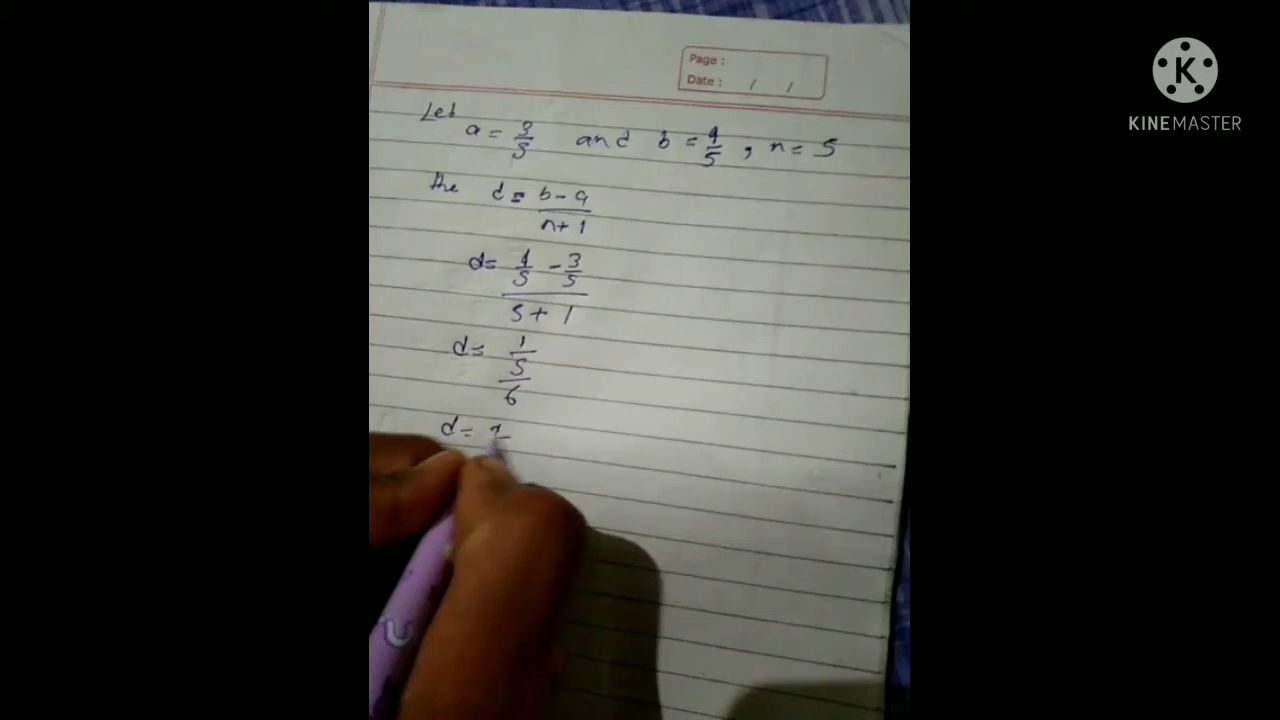 Page :
Date : / /
K
KINEMASTER
Let
a = 3/5 and b = 4/5 , n = 5
the d = b - a / n + 1
d = 4/5 - 3/5 / 5 + 1
d = 1/5 / 6
d = 1